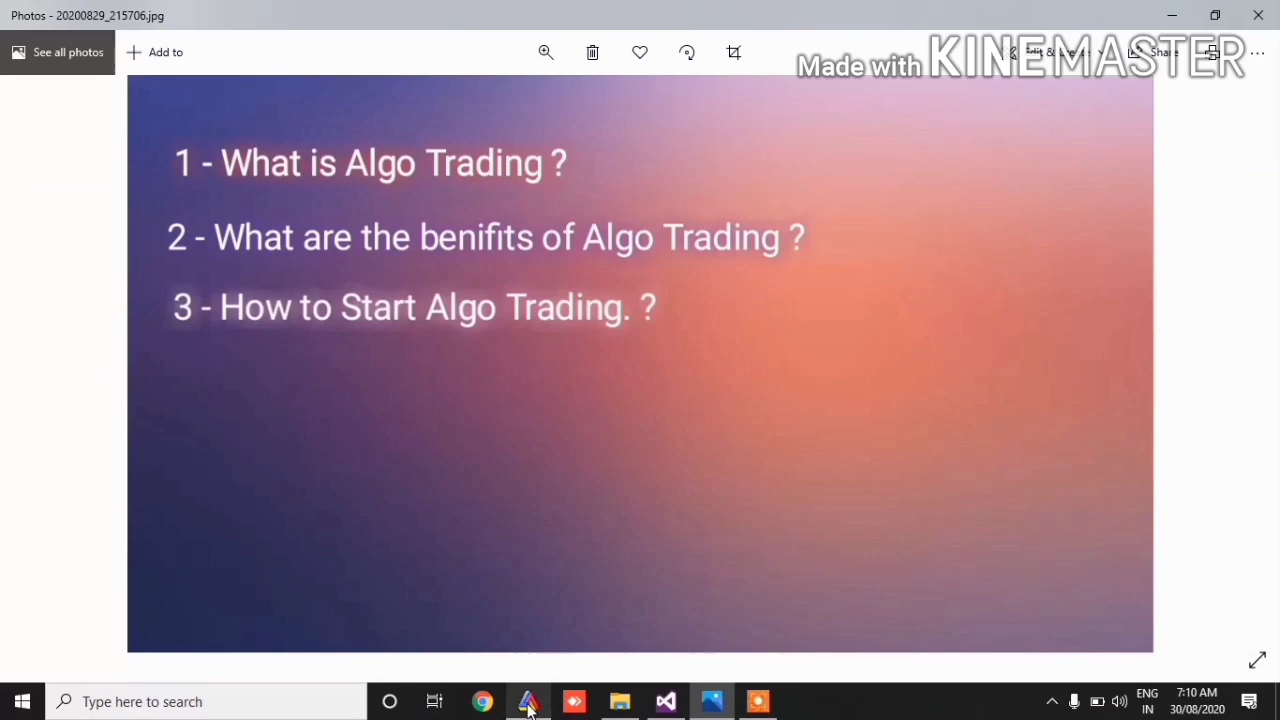 Photos - 20200829_215706.jpg
See all photos
Add to
Share
Made with KINEMASTER
1 - What is Algo Trading ?
2 - What are the benifits of Algo Trading ?
3 - How to Start Algo Trading. ?
Type here to search
ENG
IN
7:10 AM
30/08/2020